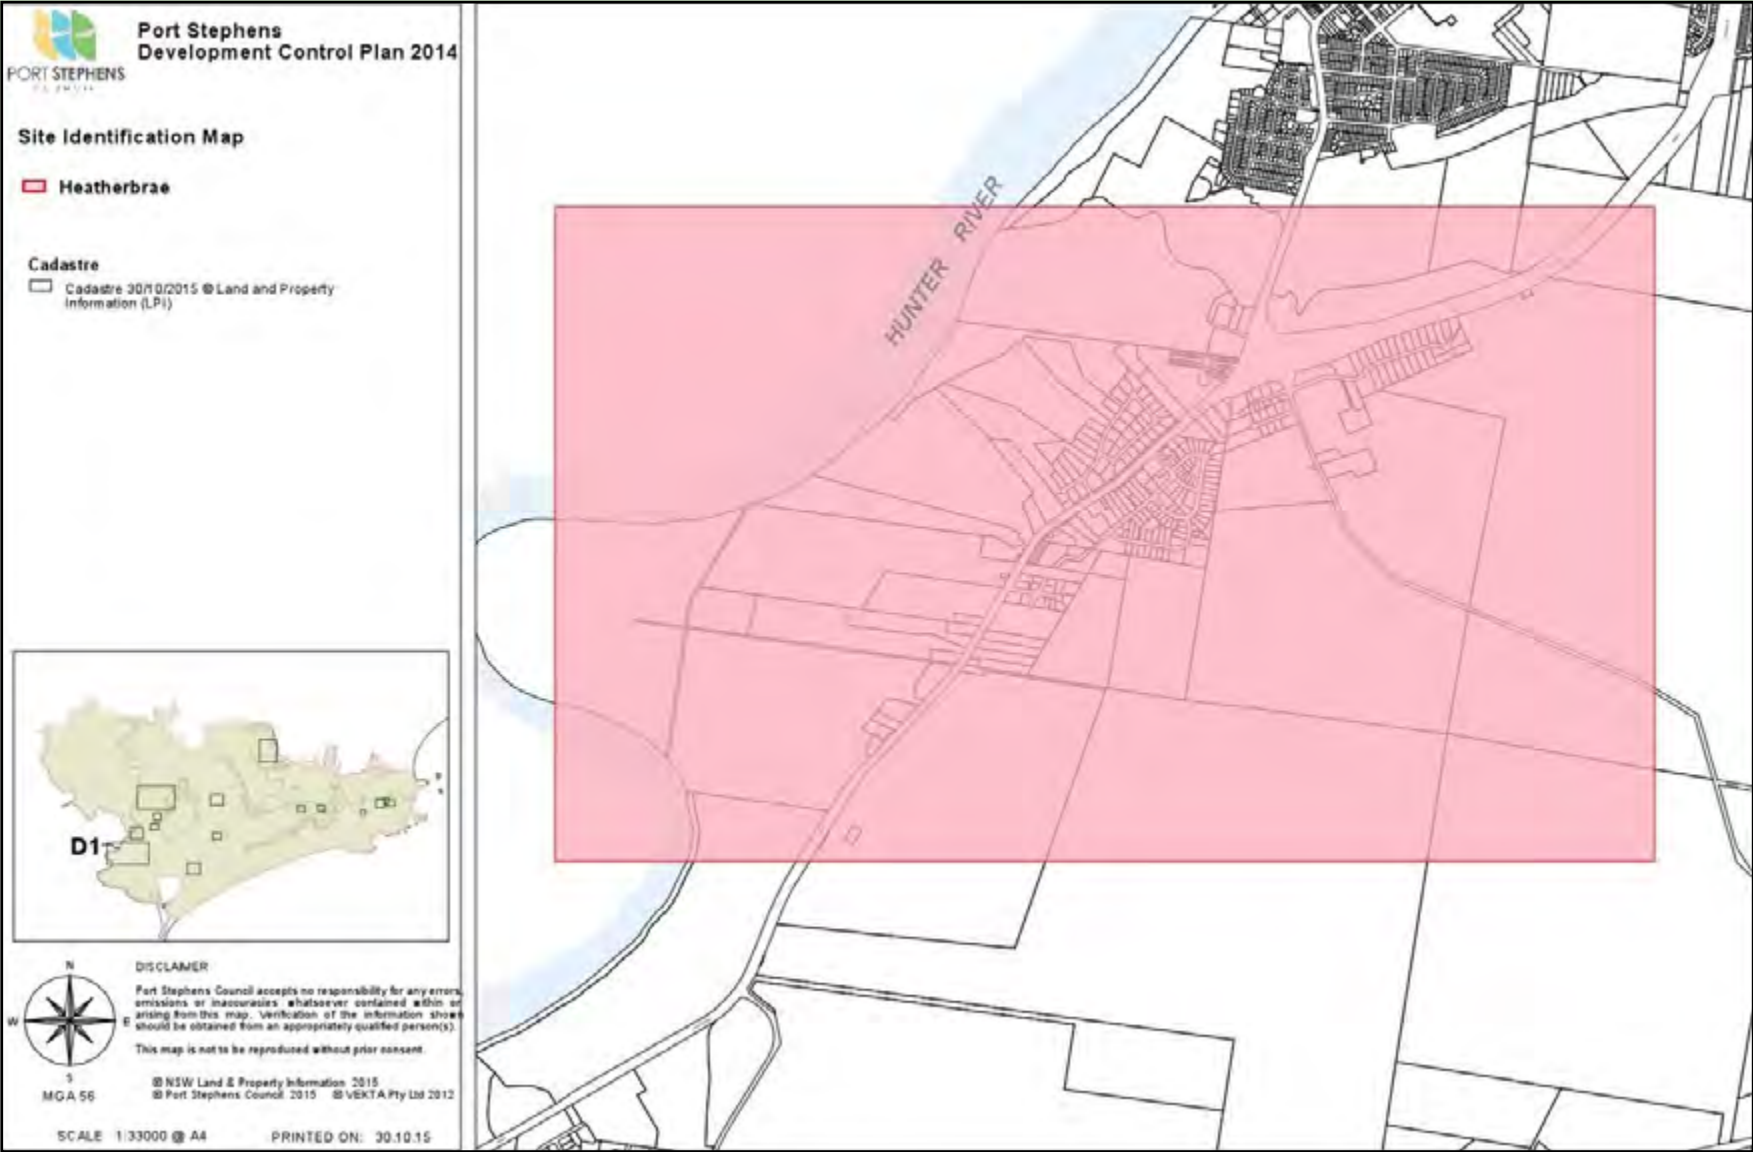 Port Stephens
Development Control Plan 2014
PORT STEPHENS
Site Identification Map
Heatherbrae
Cadastre
Cadastre 30/10/2015 © Land and Property
Information (LPI)
HUNTER RIVER
D1
N
W
E
S
MGA 56
DISCLAIMER
Port Stephens Council accepts no responsibility for any errors,
omissions or inaccuracies whatsoever contained within or
arising from this map. Verification of the information shown
should be obtained from an appropriately qualified person(s).
This map is not to be reproduced without prior consent.
© NSW Land & Property Information 2015
© Port Stephens Council 2015 © VEKTA Pty Ltd 2012
SCALE 1:33000 @ A4
PRINTED ON: 30.10.15